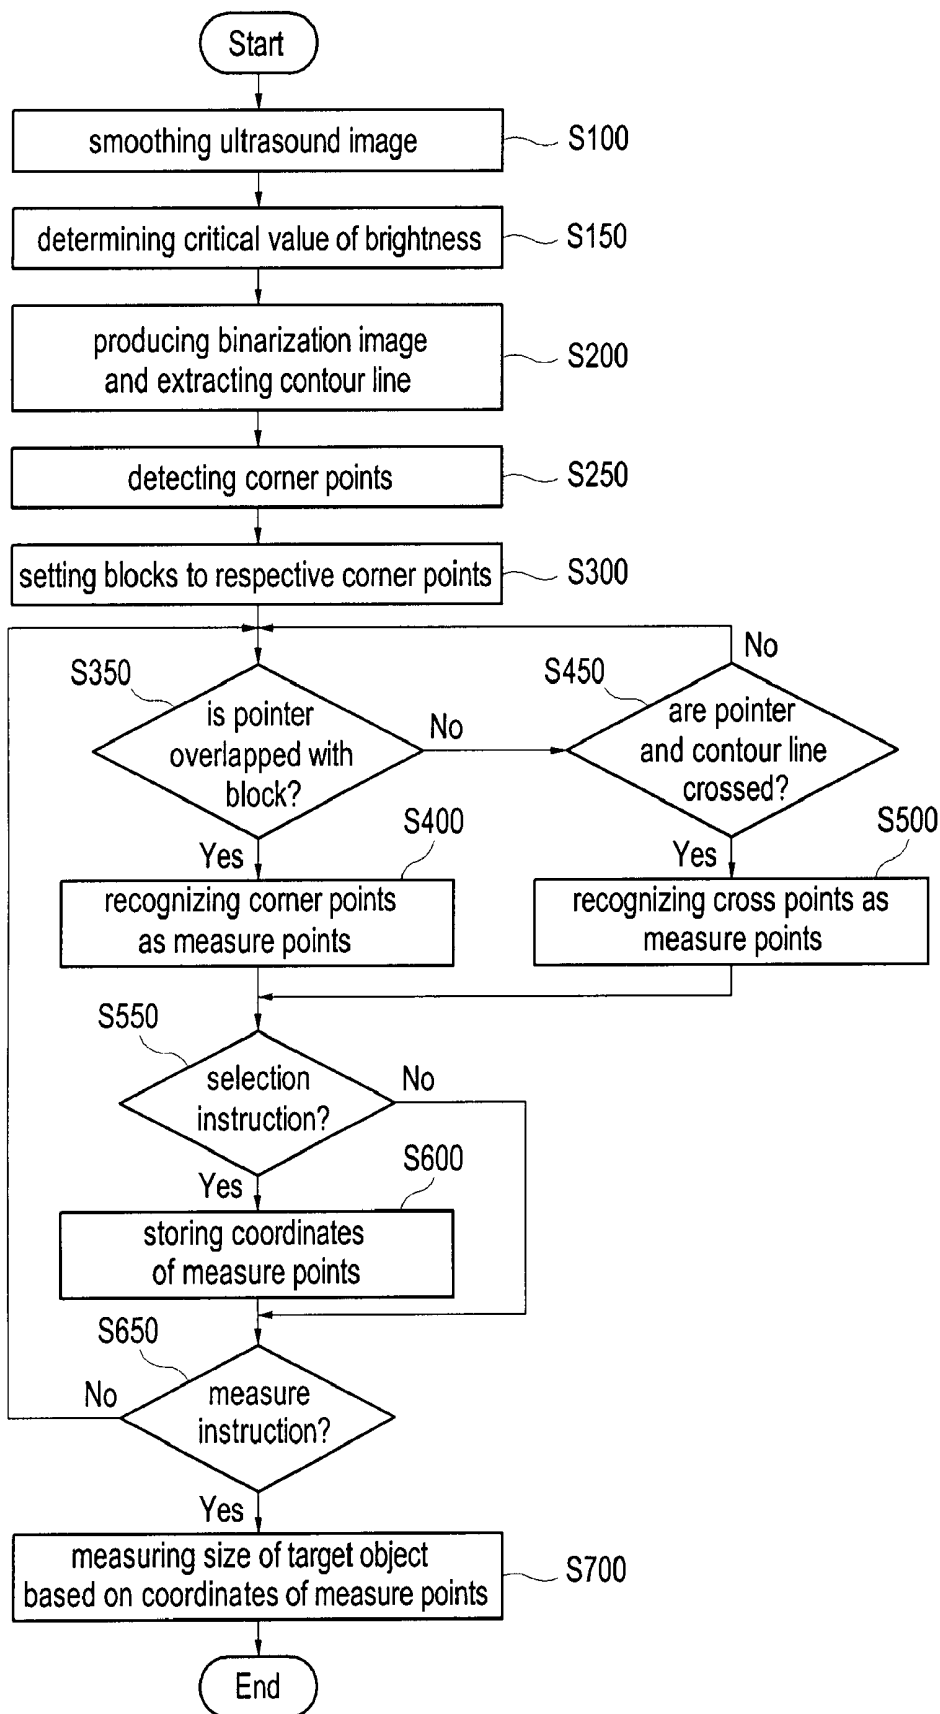 Start
smoothing ultrasound image
S100
determining critical value of brightness
S150
producing binarization image
and extracting contour line
S200
detecting corner points
S250
setting blocks to respective corner points
S300
S350
is pointer
overlapped with
block?
No
S450
No
are pointer
and contour line
crossed?
Yes
S400
recognizing corner points
as measure points
Yes
S500
recognizing cross points as
measure points
S550
selection
instruction?
No
Yes
S600
storing coordinates
of measure points
S650
No
measure
instruction?
Yes
measuring size of target object
based on coordinates of measure points
S700
End